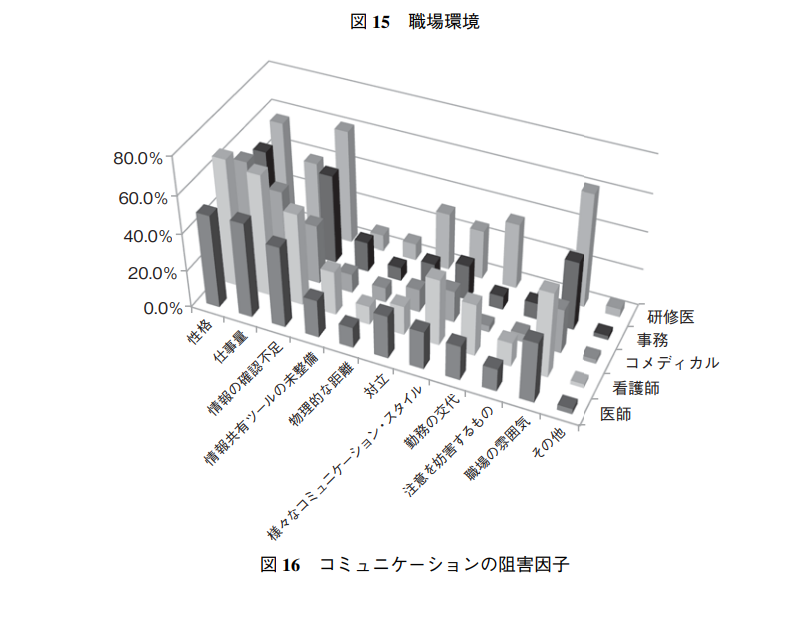 図 15　職場環境
80.0%
60.0%
40.0%
20.0%
0.0%
性格
仕事量
情報の確認不足
情報共有ツールの未整備
物理的な距離
対立
様々なコミュニケーション・スタイル
勤務の交代
注意を妨害するもの
職場の雰囲気
その他
研修医
事務
コメディカル
看護師
医師
図 16　コミュニケーションの阻害因子